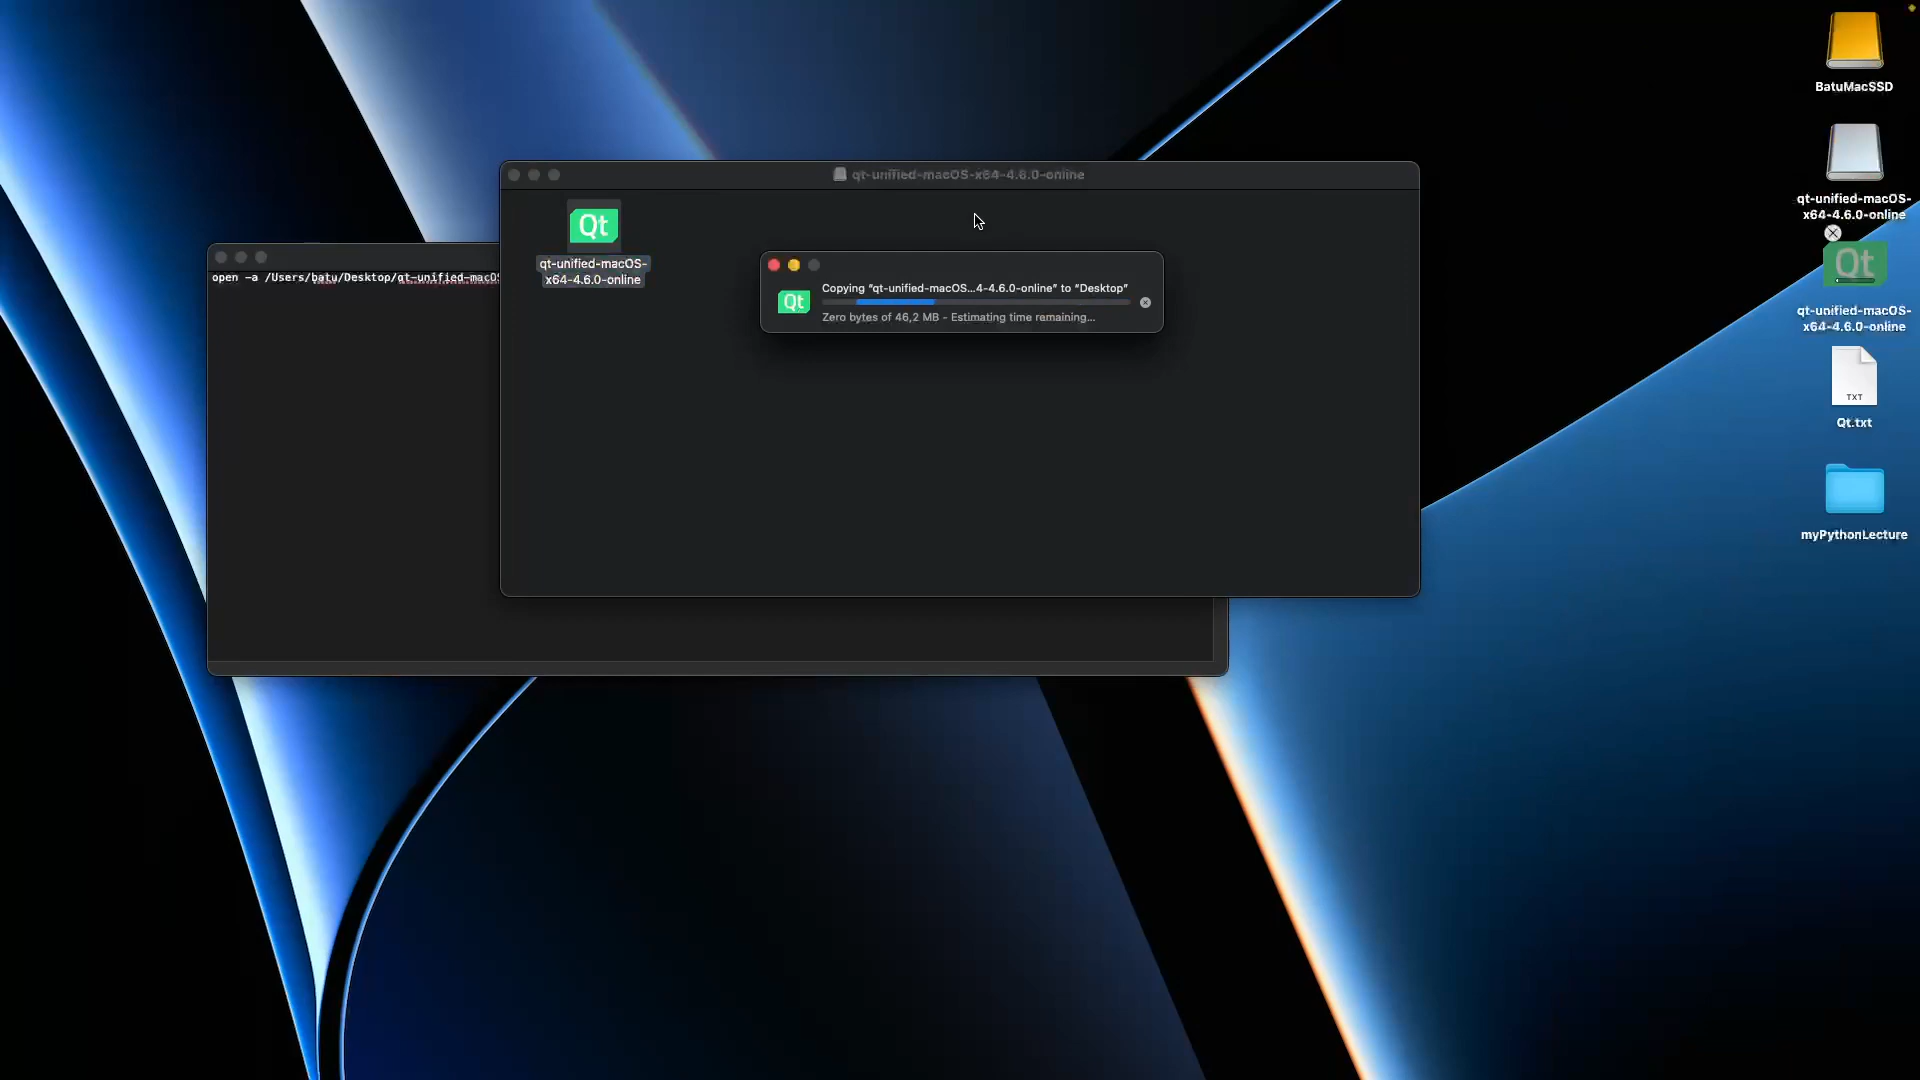 BatuMacSSD
qt-unified-macOS-x64-4.6.0-online
qt-unified-macOS-
x64-4.6.0-online
Qt
qt-unified-macOS-
x64-4.6.0-online
open -a /Users/batu/Desktop/qt-unified-macOS
Copying “qt-unified-macOS...4-4.6.0-online” to “Desktop”
Qt
Zero bytes of 46,2 MB - Estimating time remaining...
Qt
qt-unified-macOS-
x64-4.6.0-online
TXT
Qt.txt
myPythonLecture